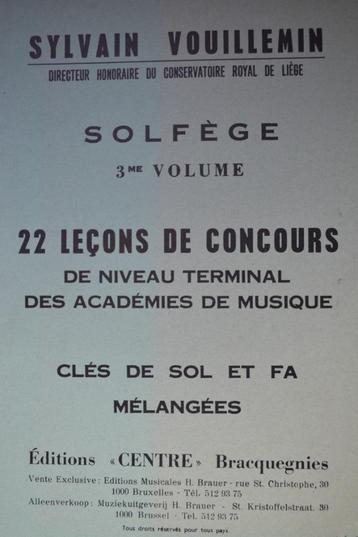 SYLVAIN VOUILLEMIN
DIRECTEUR HONORAIRE DU CONSERVATOIRE ROYAL DE LIÈGE
SOLFÈGE
3ME VOLUME
22 LEÇONS DE CONCOURS
DE NIVEAU TERMINAL
DES ACADÉMIES DE MUSIQUE
CLÉS DE SOL ET FA
MÉLANGÉES
Éditions «CENTRE» Bracquegnies
Vente Exclusive: Editions Musicales H. Brauer - rue St. Christophe, 30
1000 Bruxelles - Tél. 512 93 75
Alleenverkoop: Muziekuitgeverij H. Brauer - St. Kristoffelstraat. 30
1000 Brussel - Tel. 512 93 75
Tous droits réservés pour tous pays